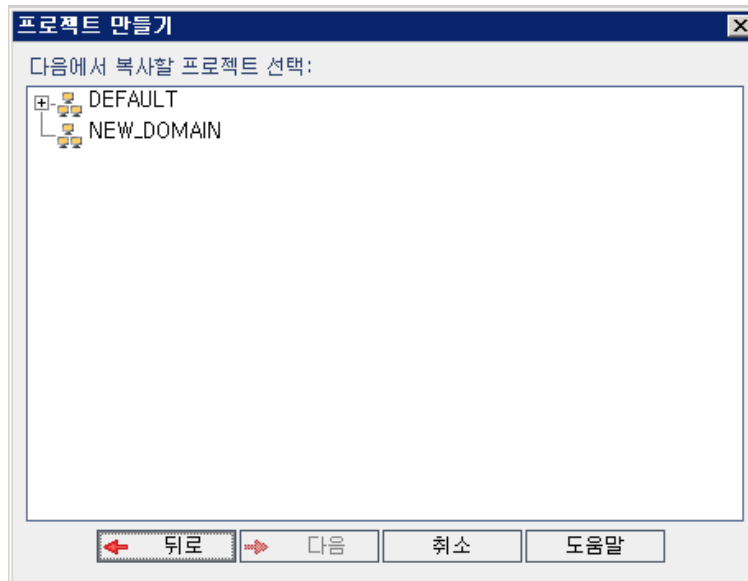 프로젝트 만들기
다음에서 복사할 프로젝트 선택:
DEFAULT
NEW_DOMAIN
뒤로 다음 취소 도움말